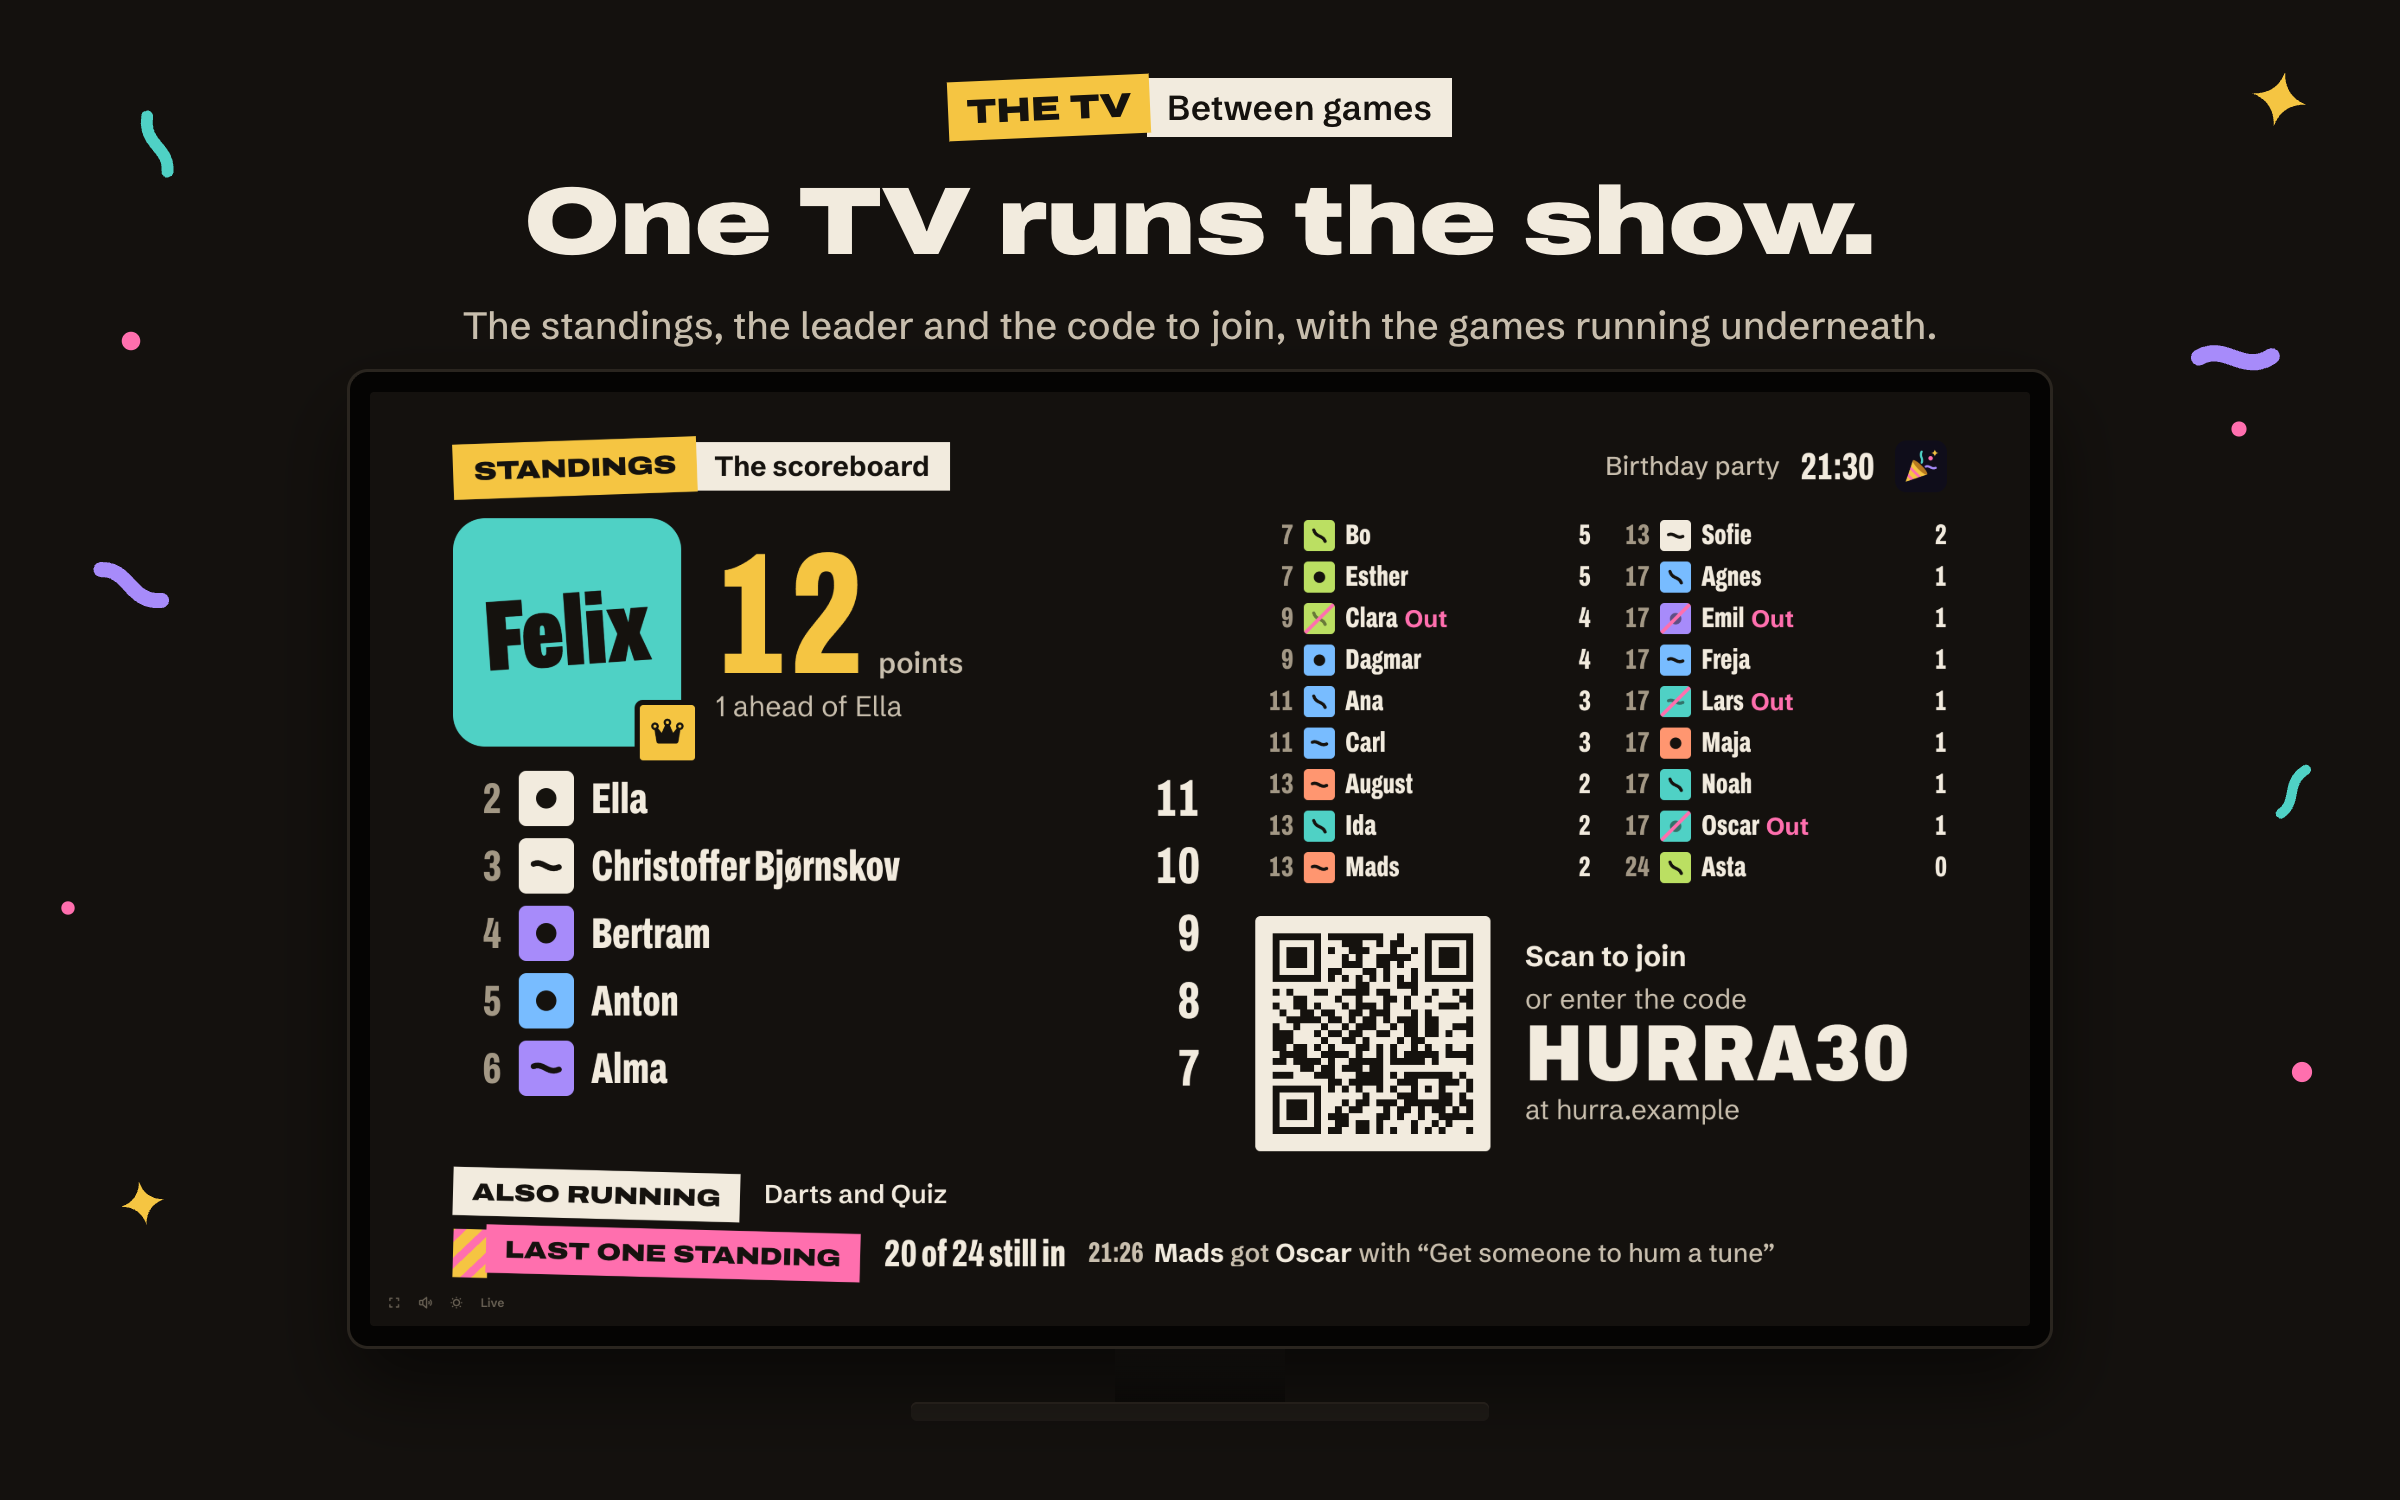 THE TV Between games
One TV runs the show.
The standings, the leader and the code to join, with the games running underneath.
STANDINGS The scoreboard
Birthday party 21:30
Felix
12 points
1 ahead of Ella
2 Ella 11
3 Christoffer Bjørnskov 10
4 Bertram 9
5 Anton 8
6 Alma 7
7 Bo 5
7 Esther 5
9 Clara Out 4
9 Dagmar 4
11 Ana 3
11 Carl 3
13 August 2
13 Ida 2
13 Mads 2
13 Sofie 2
17 Agnes 1
17 Emil Out 1
17 Freja 1
17 Lars Out 1
17 Maja 1
17 Noah 1
17 Oscar Out 1
24 Asta 0
Scan to join
or enter the code
HURRA30
at hurra.example
ALSO RUNNING Darts and Quiz
LAST ONE STANDING 20 of 24 still in 21:26 Mads got Oscar with “Get someone to hum a tune”
Live